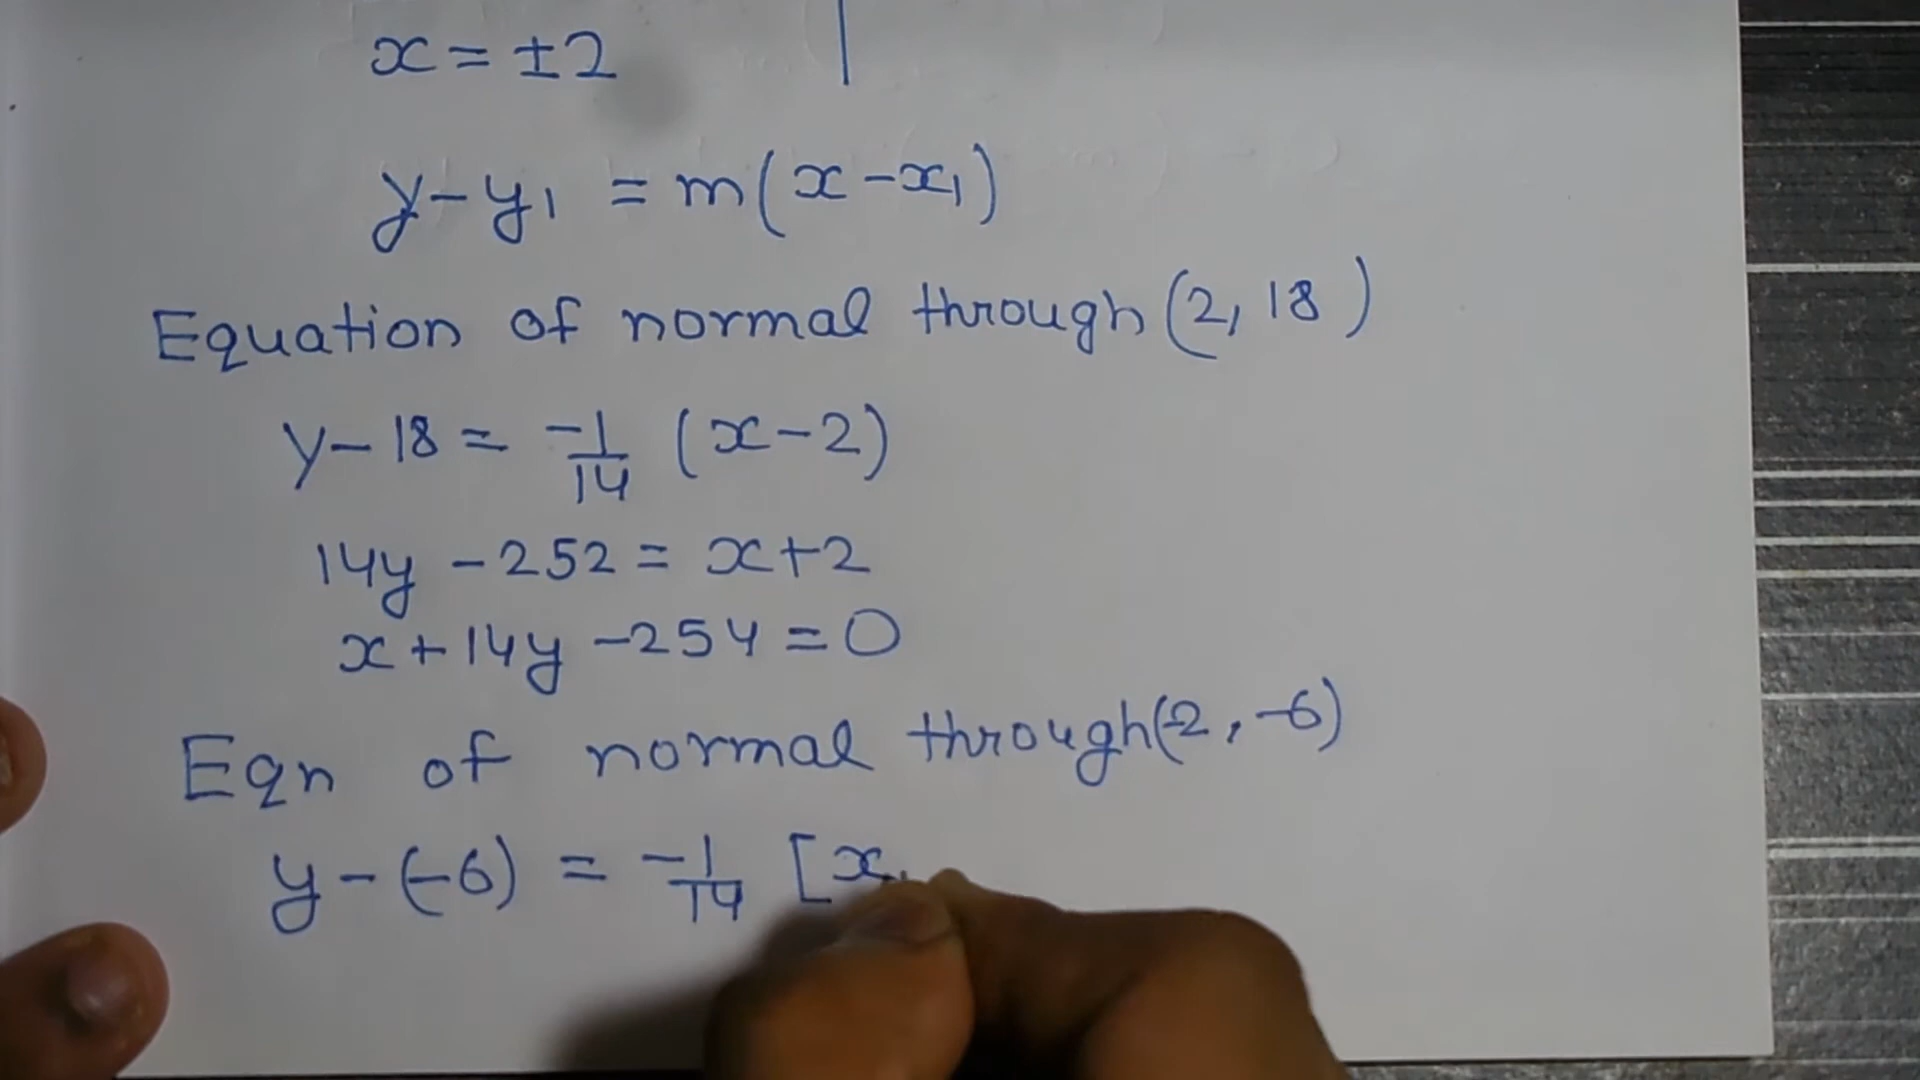 x = ±2
y - y₁ = m(x - x₁)
Equation of normal through (2, 18)
y - 18 = -1/14 (x - 2)
14y - 252 = x + 2
x + 14y - 254 = 0
Eqn of normal through (-2, -6)
y - (-6) = -1/14 [x